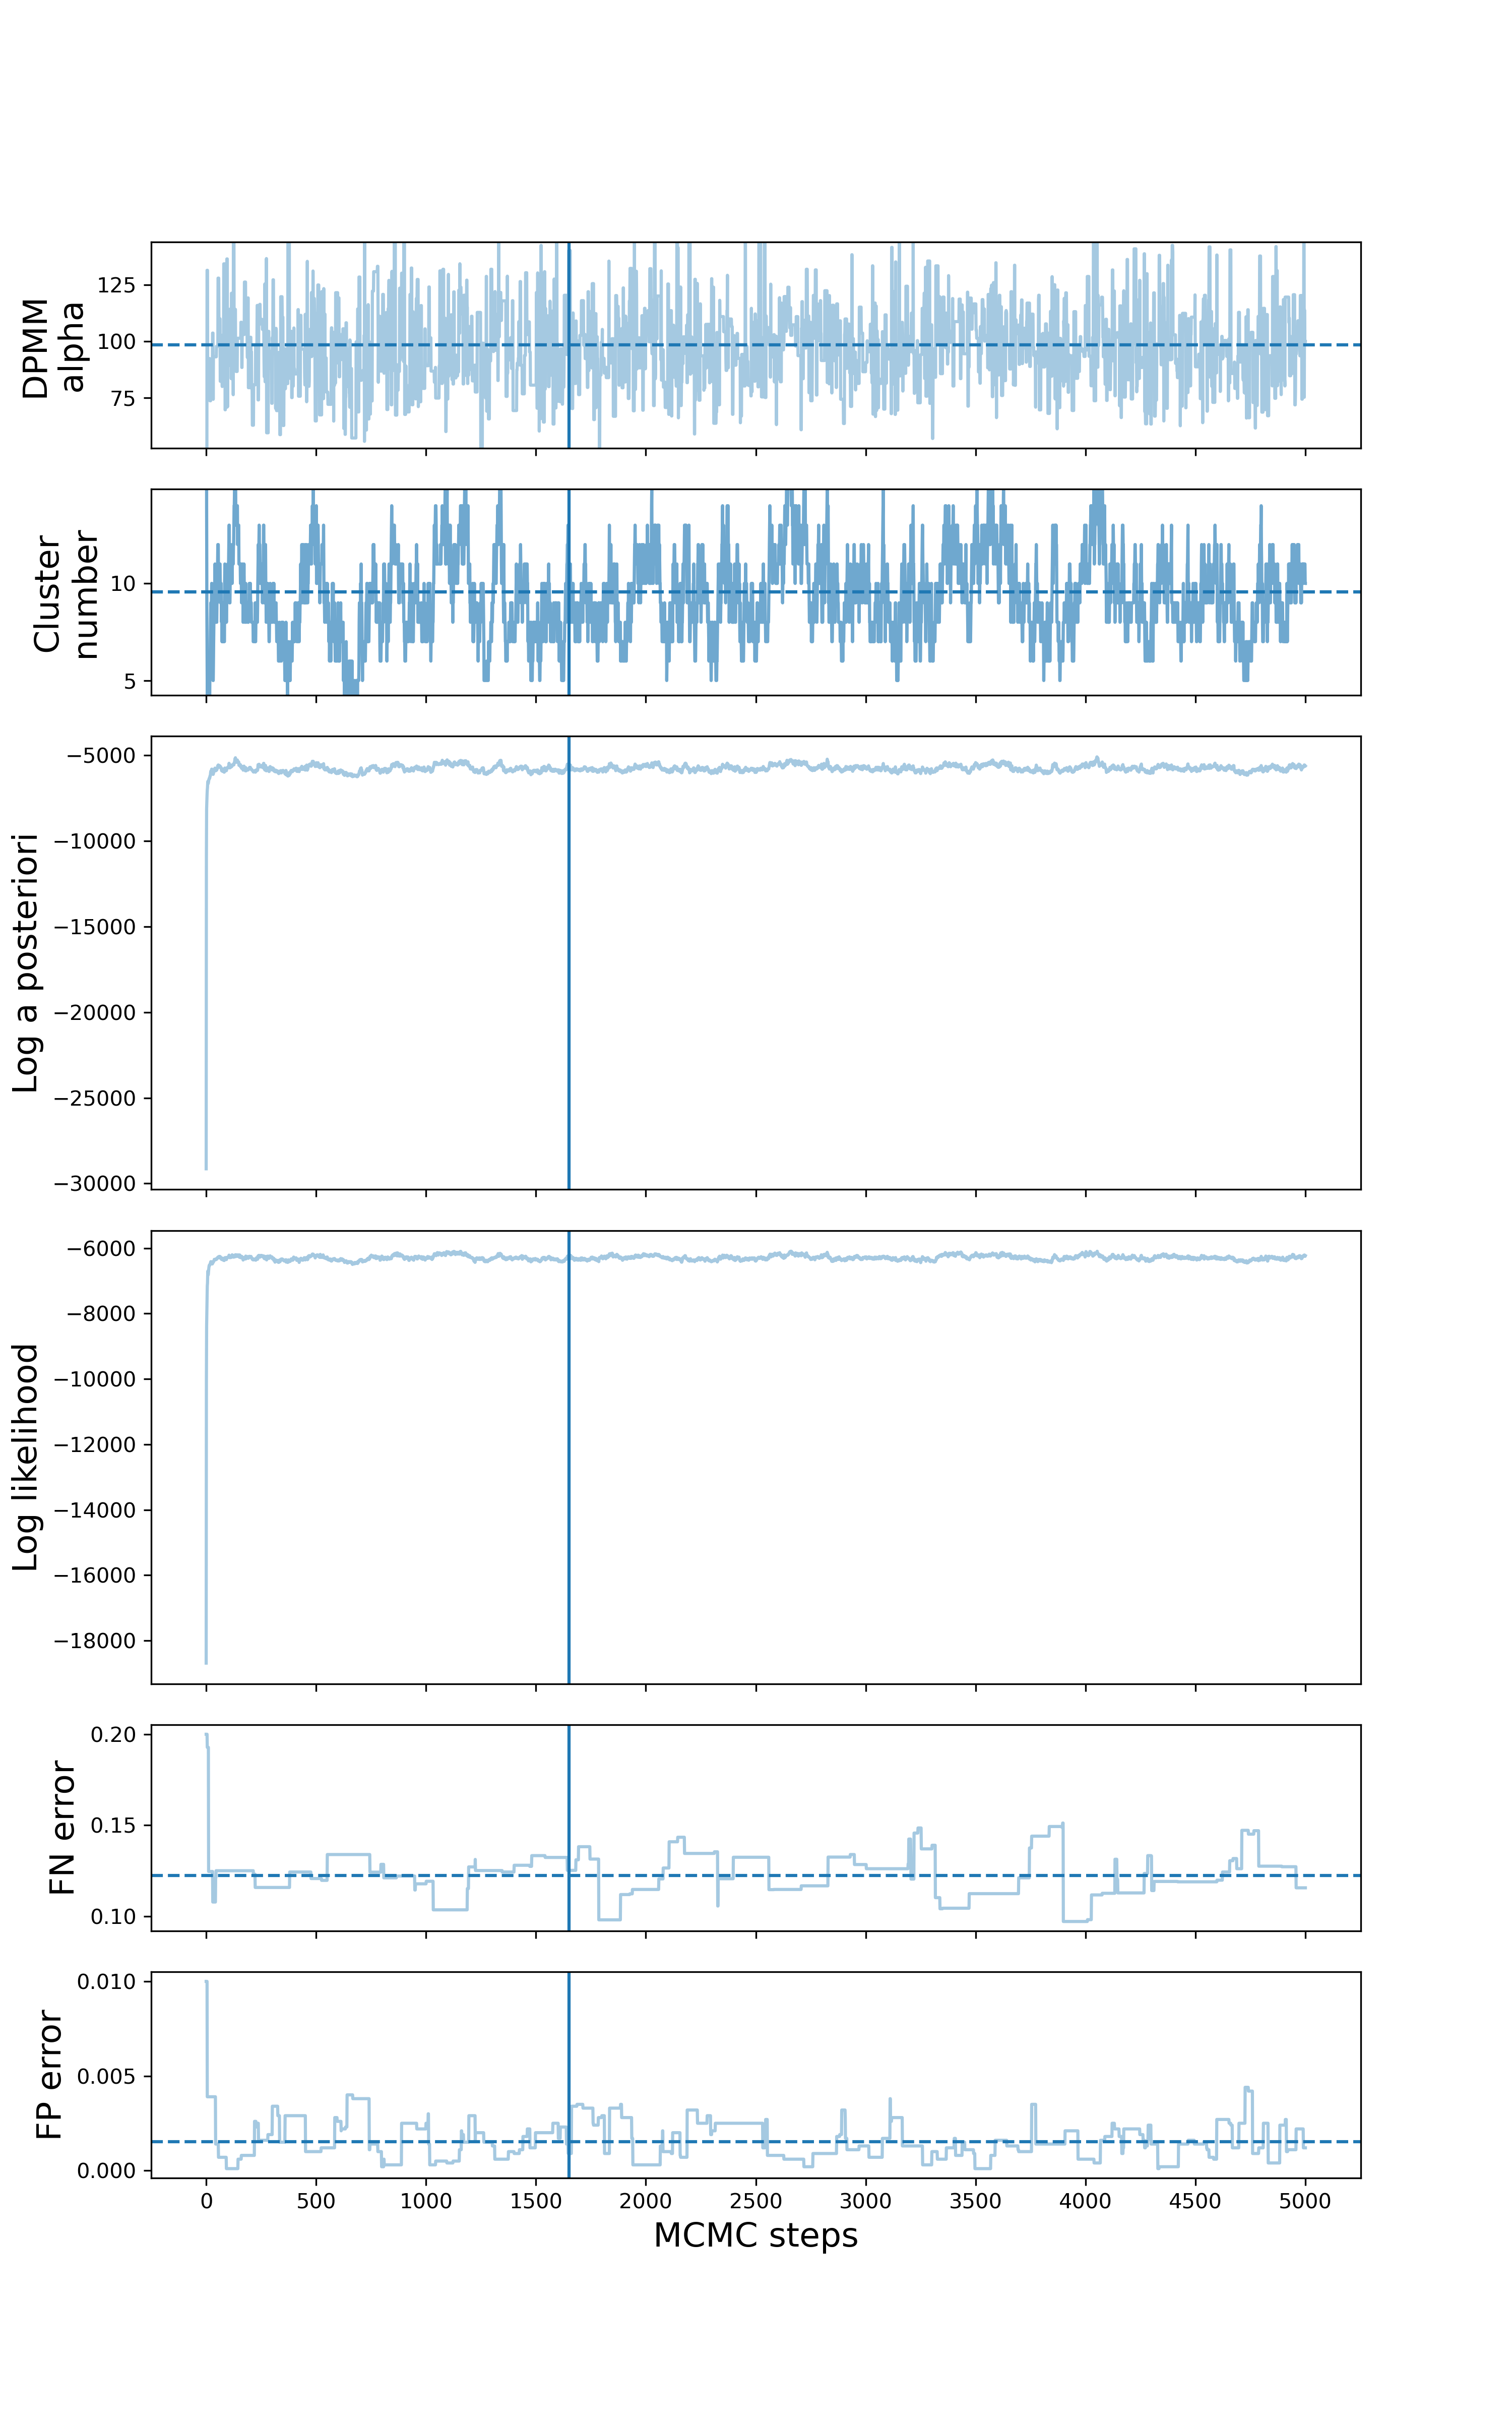 DPMM
alpha
125
100
75
Cluster
number
10
5
Log a posteriori
−5000
−10000
−15000
−20000
−25000
−30000
Log likelihood
−6000
−8000
−10000
−12000
−14000
−16000
−18000
FN error
0.20
0.15
0.10
FP error
0.010
0.005
0.000
0 500 1000 1500 2000 2500 3000 3500 4000 4500 5000
MCMC steps